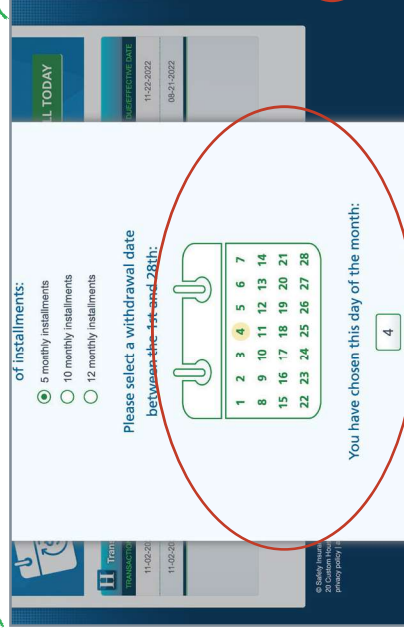 of installments:
5 monthly installments
10 monthly installments
12 monthly installments
Please select a withdrawal date
between the 1st and 28th:
1 2 3 4 5 6 7
8 9 10 11 12 13 14
15 16 17 18 19 20 21
22 23 24 25 26 27 28
You have chosen this day of the month:
4
LL TODAY
H
Tran
TRANSACTIO
DUE/EFFECTIVE DATE
11-02-20
11-22-2022
11-02-20
08-21-2022
© Safety Insura
20 Custom Hou
privacy policy |